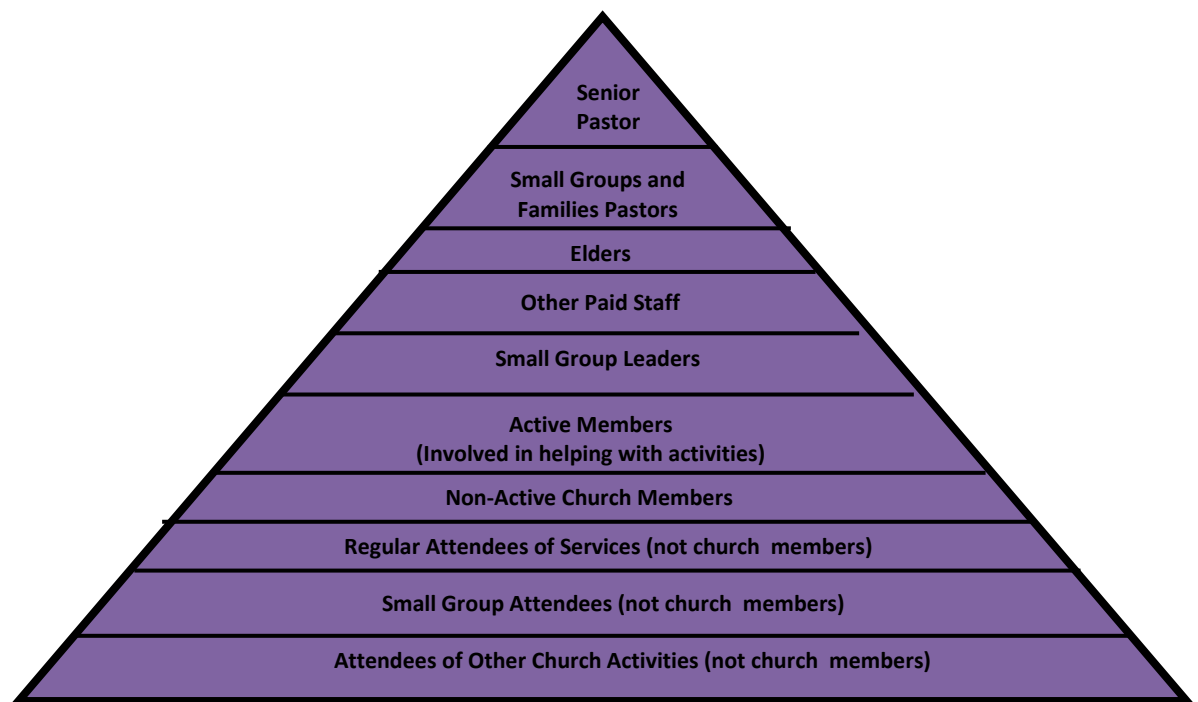 Senior
Pastor
Small Groups and
Families Pastors
Elders
Other Paid Staff
Small Group Leaders
Active Members
(Involved in helping with activities)
Non-Active Church Members
Regular Attendees of Services (not church members)
Small Group Attendees (not church members)
Attendees of Other Church Activities (not church members)